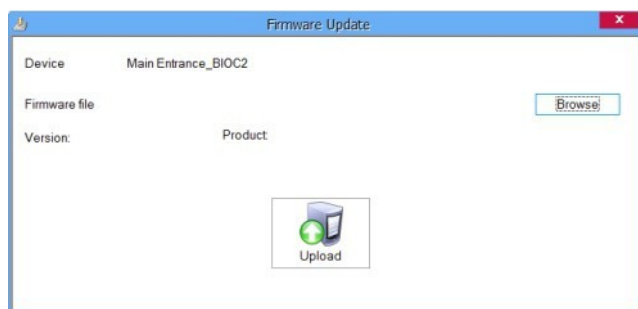 Firmware Update
Device Main Entrance_BIOC2
Firmware file Browse
Version: Product:
Upload